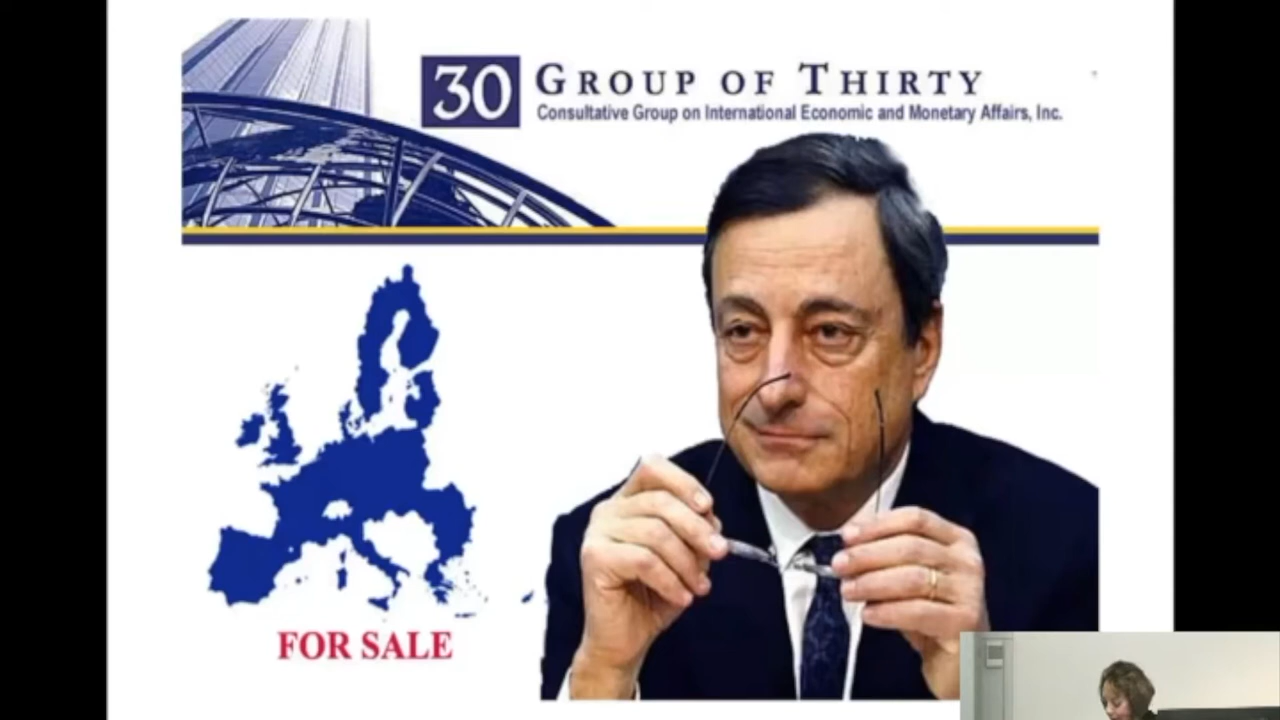 30 GROUP OF THIRTY
Consultative Group on International Economic and Monetary Affairs, Inc.
FOR SALE